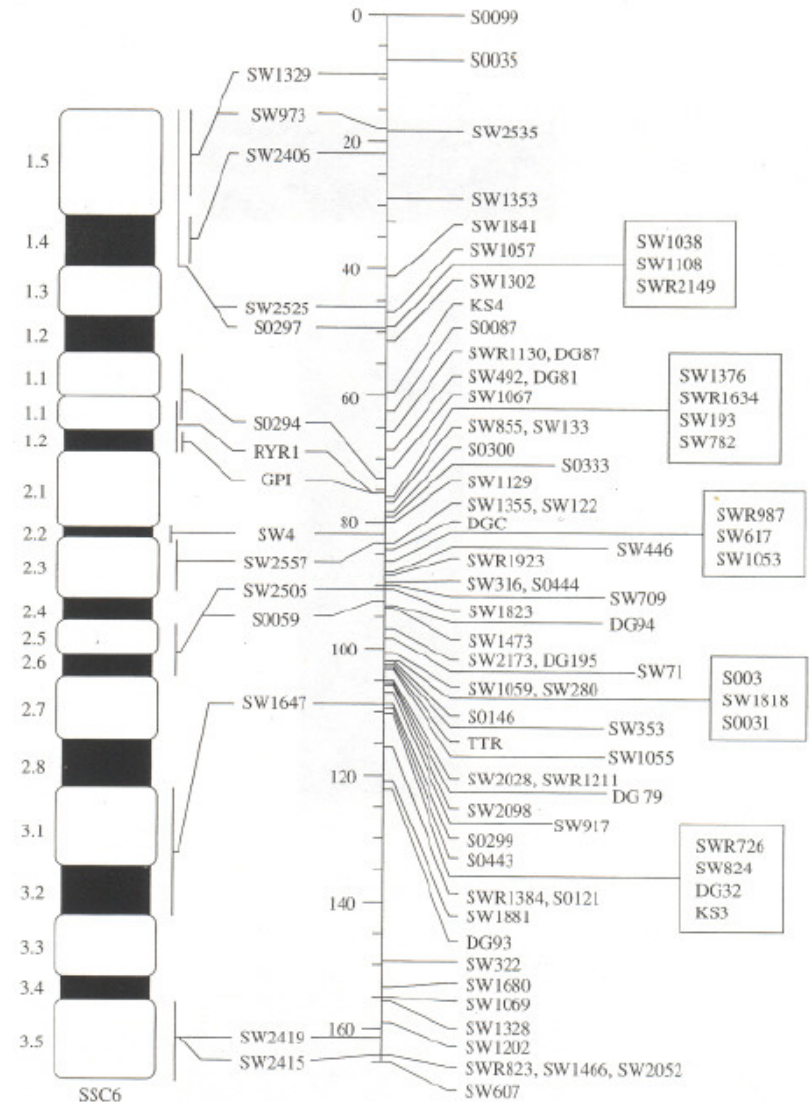 0
S0099
S0035
SW1329
SW973
SW2535
20
SW2406
1.5
SW1353
SW1841
1.4
SW1057
40
SW1302
SW1038
SW1108
SWR2149
1.3
SW2525
KS4
S0297
S0087
1.2
SWR1130, DG87
1.1
SW492, DG81
60
SW1067
SW1376
SWR1634
SW193
SW782
1.1
S0294
SW855, SW133
1.2
RYR1
S0300
S0333
GPI
SW1129
2.1
SW1355, SW122
80
DGC
SWR987
SW617
SW1053
2.2
SW4
SW446
2.3
SW2557
SWR1923
SW316, S0444
SW2505
SW709
2.4
SW1823
S0059
DG94
2.5
SW1473
100
SW2173, DG195
2.6
SW71
SW1059, SW280
S003
SW1818
S0031
2.7
SW1647
S0146
SW353
TTR
SW1055
2.8
120
SW2028, SWR1211
DG 79
SW2098
SW917
3.1
S0299
S0443
SWR726
SW824
DG32
KS3
3.2
SWR1384, S0121
140
SW1881
DG93
3.3
SW322
3.4
SW1680
SW1069
160
SW1328
3.5
SW2419
SW1202
SW2415
SWR823, SW1466, SW2052
SW607
SSC6